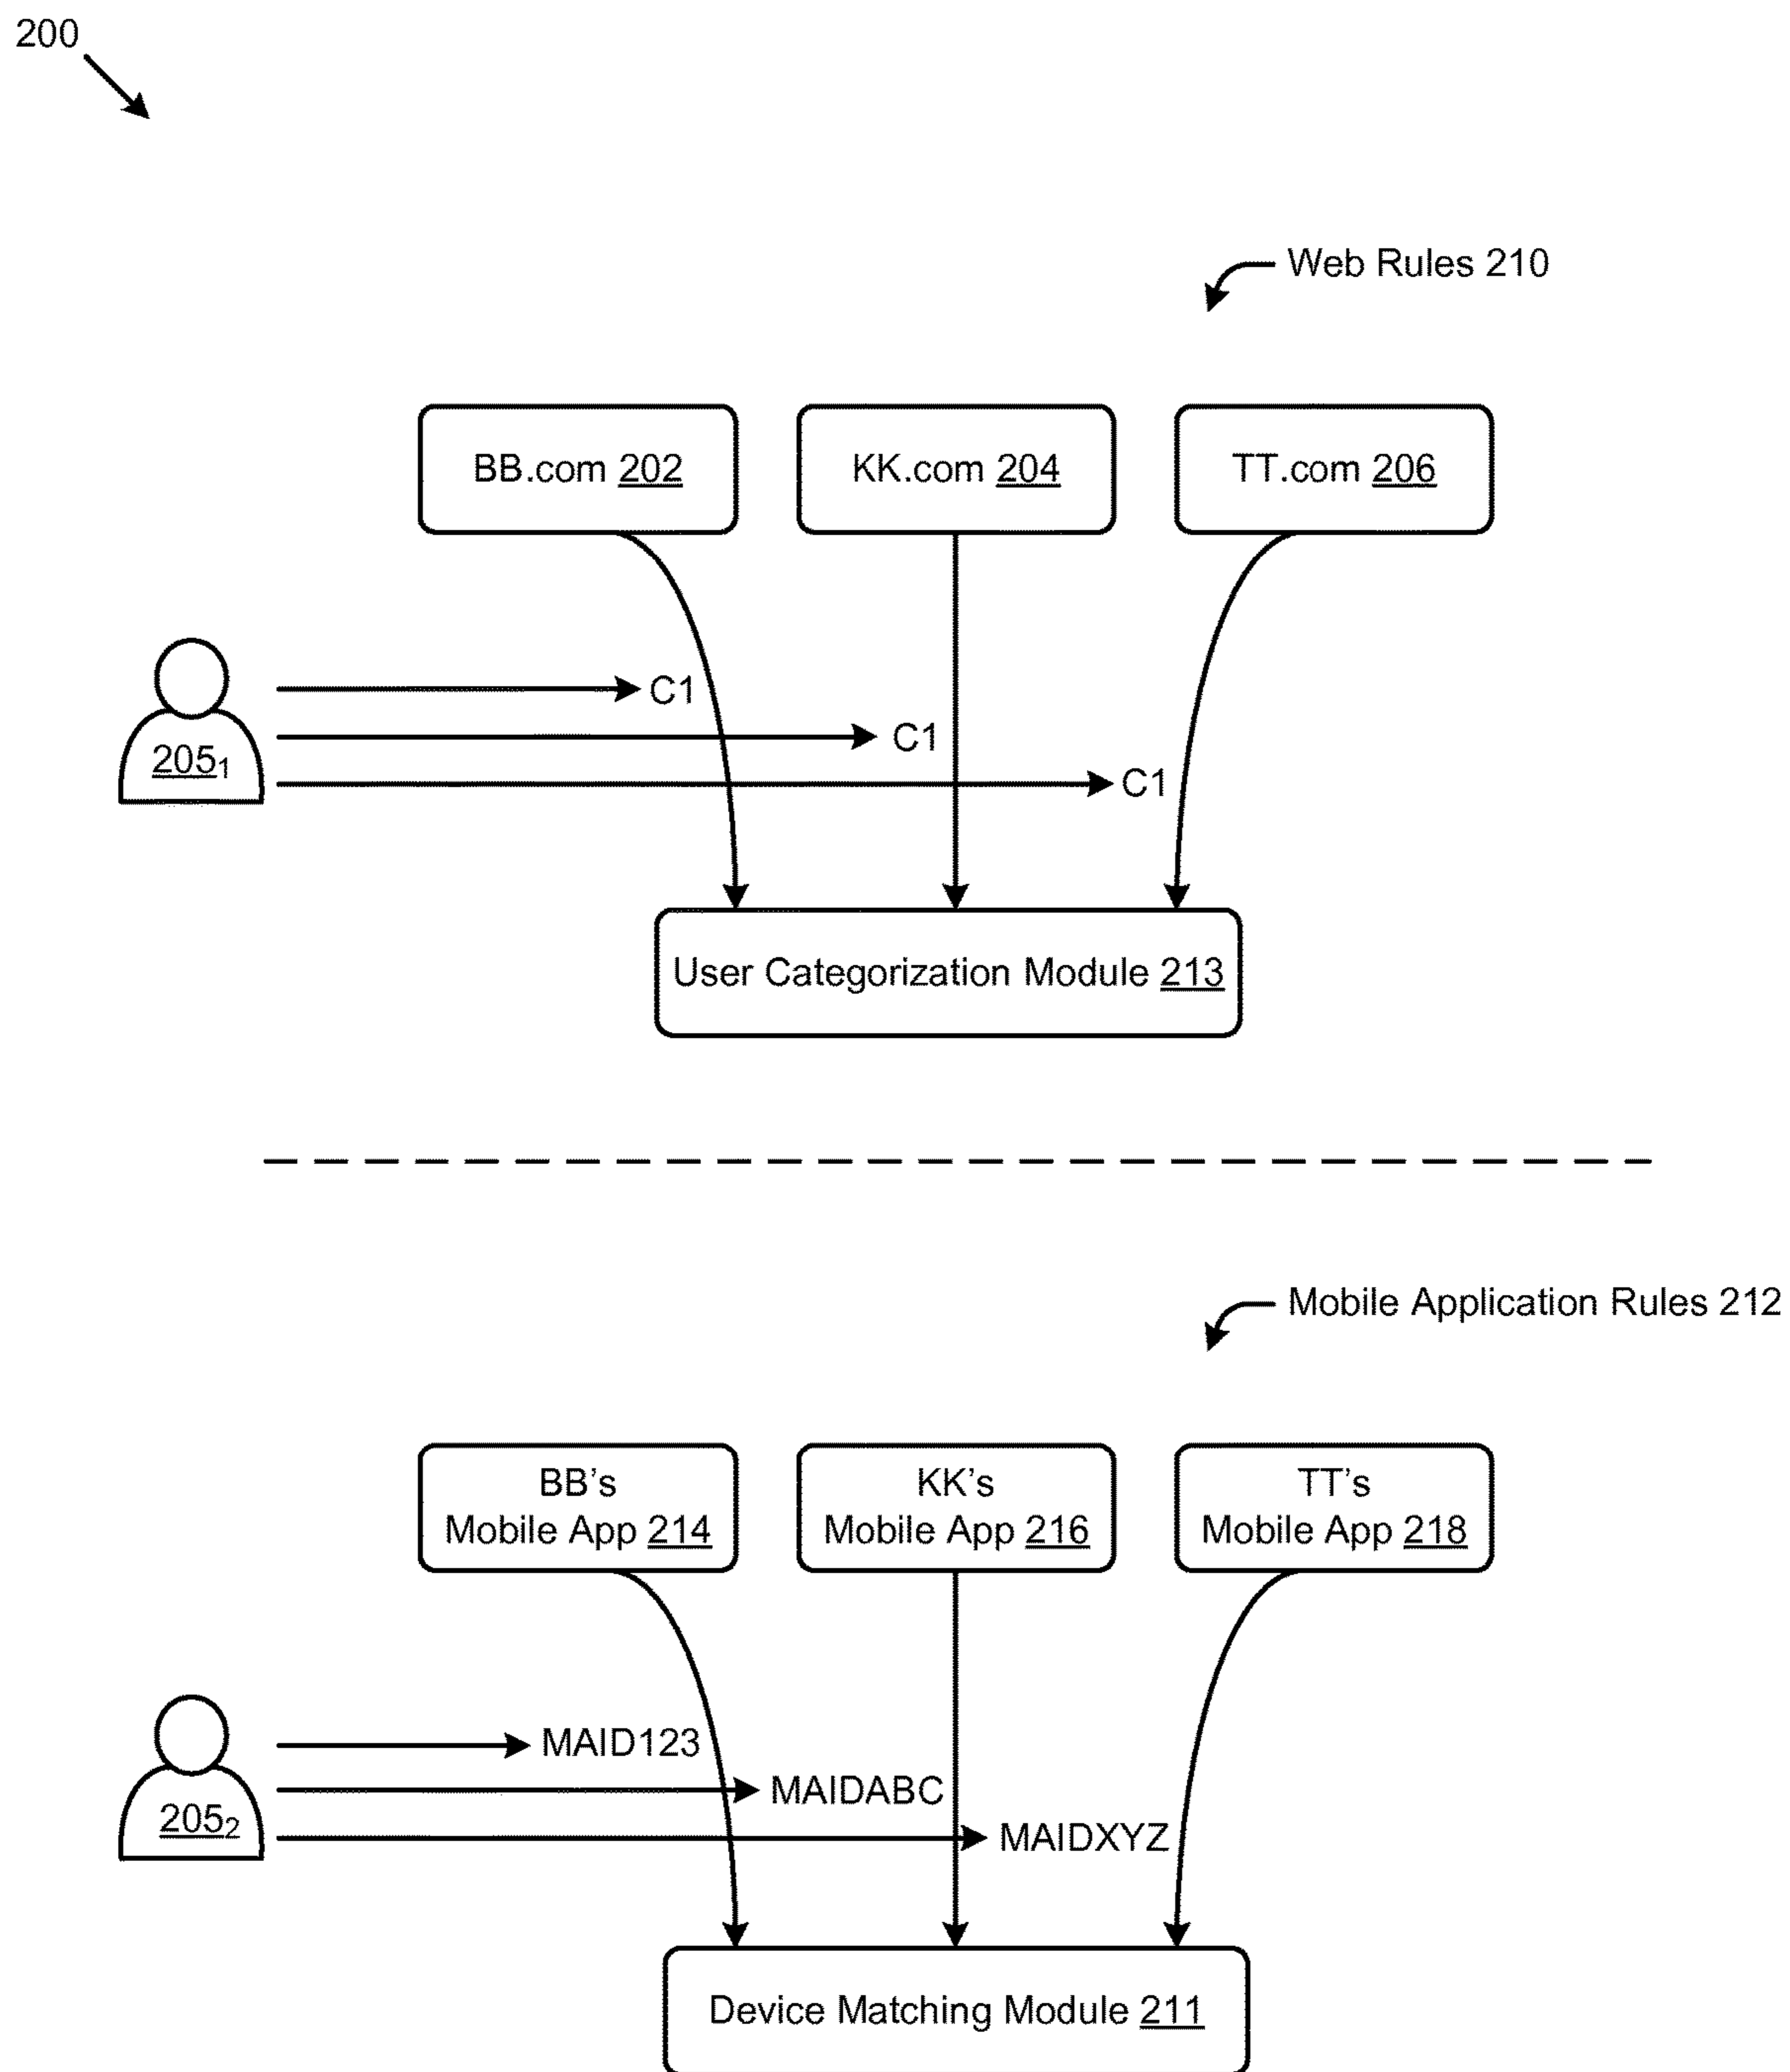 200
Web Rules 210
BB.com 202
KK.com 204
TT.com 206
C1
C1
C1
205₁
User Categorization Module 213
Mobile Application Rules 212
BB's
Mobile App 214
KK's
Mobile App 216
TT's
Mobile App 218
MAID123
MAIDABC
MAIDXYZ
205₂
Device Matching Module 211